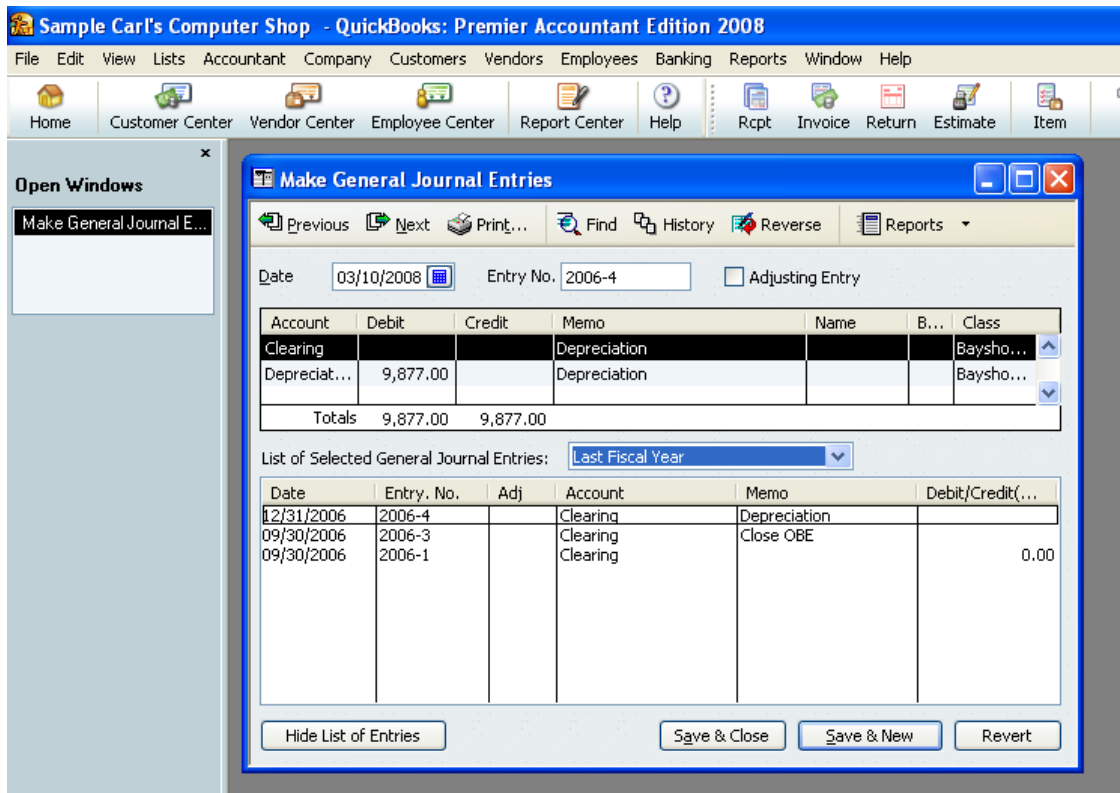 Sample Carl's Computer Shop - QuickBooks: Premier Accountant Edition 2008
File Edit View Lists Accountant Company Customers Vendors Employees Banking Reports Window Help
Home Customer Center Vendor Center Employee Center Report Center Help Rcpt Invoice Return Estimate Item
x
Open Windows
Make General Journal E...
Make General Journal Entries
Previous Next Print... Find History Reverse Reports
Date 03/10/2008 Entry No. 2006-4 Adjusting Entry
Account Debit Credit Memo Name B... Class
Clearing Depreciation Baysho...
Depreciat... 9,877.00 Depreciation Baysho...
Totals 9,877.00 9,877.00
List of Selected General Journal Entries: Last Fiscal Year
Date Entry. No. Adj Account Memo Debit/Credit(...
12/31/2006 2006-4 Clearing Depreciation
09/30/2006 2006-3 Clearing Close OBE
09/30/2006 2006-1 Clearing 0.00
Hide List of Entries Save & Close Save & New Revert